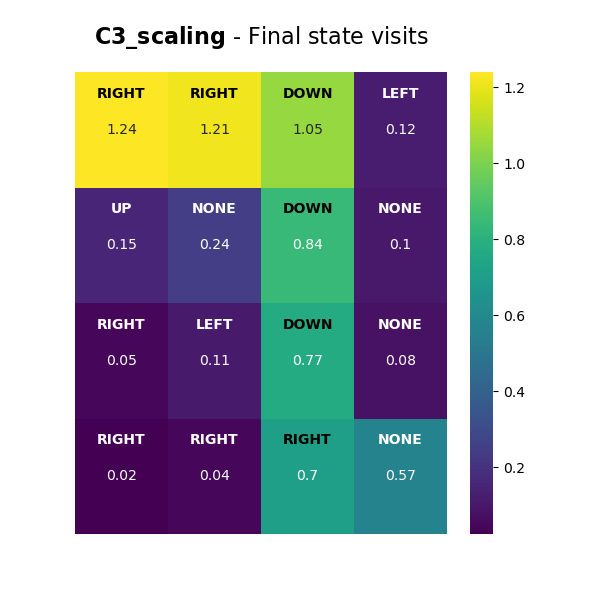 C3_scaling - Final state visits
RIGHT RIGHT DOWN LEFT
1.24 1.21 1.05 0.12
UP NONE DOWN NONE
0.15 0.24 0.84 0.1
RIGHT LEFT DOWN NONE
0.05 0.11 0.77 0.08
RIGHT RIGHT RIGHT NONE
0.02 0.04 0.7 0.57
1.2
1.0
0.8
0.6
0.4
0.2